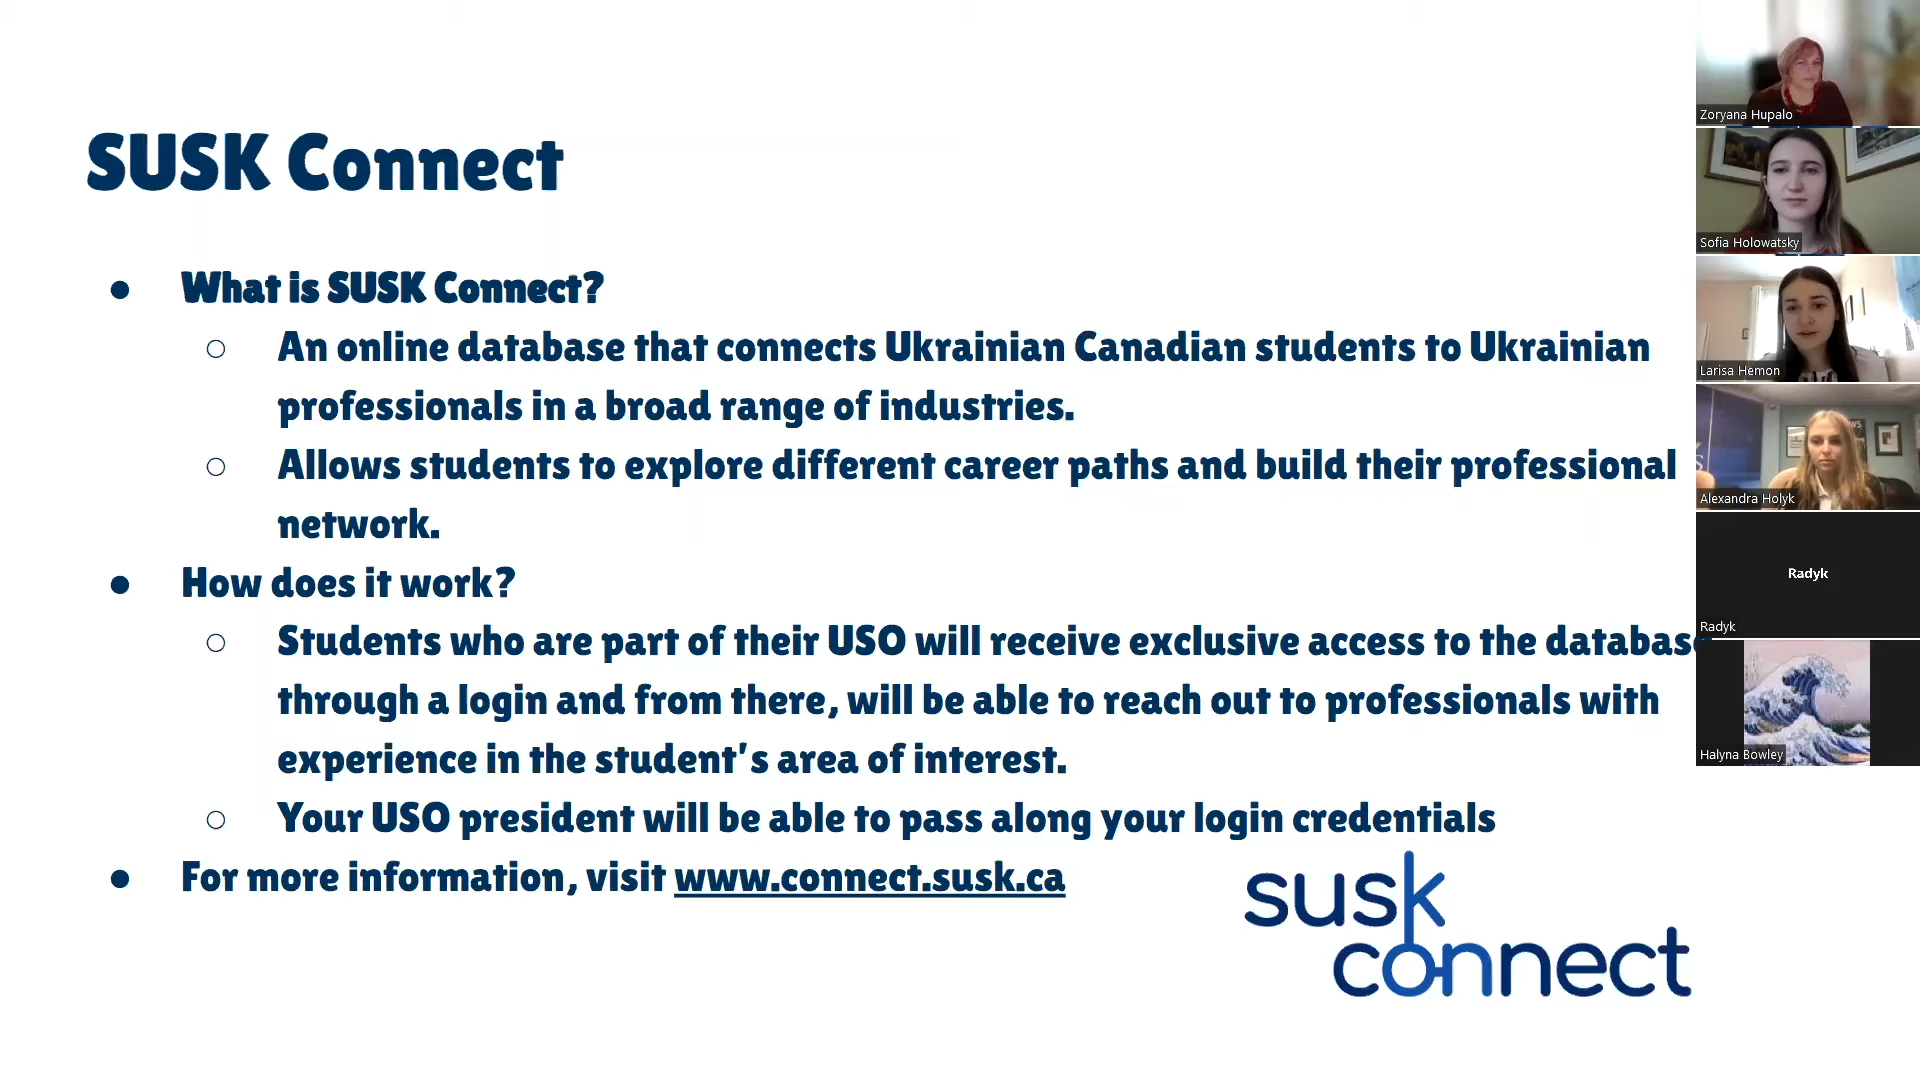 SUSK Connect
● What is SUSK Connect?
○ An online database that connects Ukrainian Canadian students to Ukrainian
professionals in a broad range of industries.
○ Allows students to explore different career paths and build their professional
network.
● How does it work?
○ Students who are part of their USO will receive exclusive access to the database
through a login and from there, will be able to reach out to professionals with
experience in the student's area of interest.
○ Your USO president will be able to pass along your login credentials
● For more information, visit www.connect.susk.ca
susk
connect
Zoryana Hupalo
Sofia Holowatsky
Larisa Hemon
Alexandra Holyk
Radyk
Radyk
Halyna Bowley